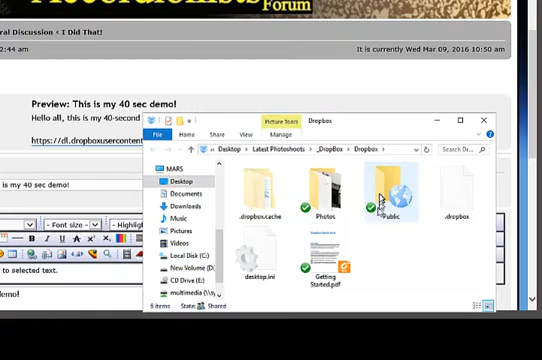 Accordionists
Forum
ral Discussion < I Did That!
2:44 am
It is currently Wed Mar 09, 2016 10:50 am
Preview: This is my 40 sec demo!
Hello all, this is my 40-second
https://dl.dropboxusercontent
is my 40 sec demo!
- Font size -
- Highlig
B I U
to selected text.
demo!
Picture Tools
Dropbox
File Home Share View Manage
Desktop Latest Photoshoots _DropBox Dropbox
Search Dr...
MARS
Desktop
Documents
Downloads
Music
Pictures
Videos
Local Disk (C:)
New Volume (D:
CD Drive (E:)
multimedia (\\
.dropbox.cache
Photos
Public
.dropbox
desktop.ini
Getting
Started.pdf
6 items State: Shared